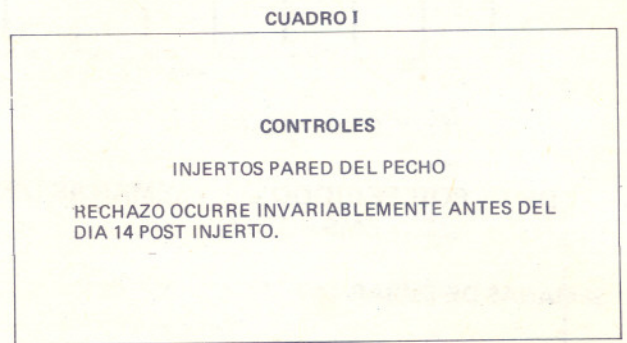 CUADRO I
CONTROLES
INJERTOS PARED DEL PECHO
RECHAZO OCURRE INVARIABLEMENTE ANTES DEL
DIA 14 POST INJERTO.